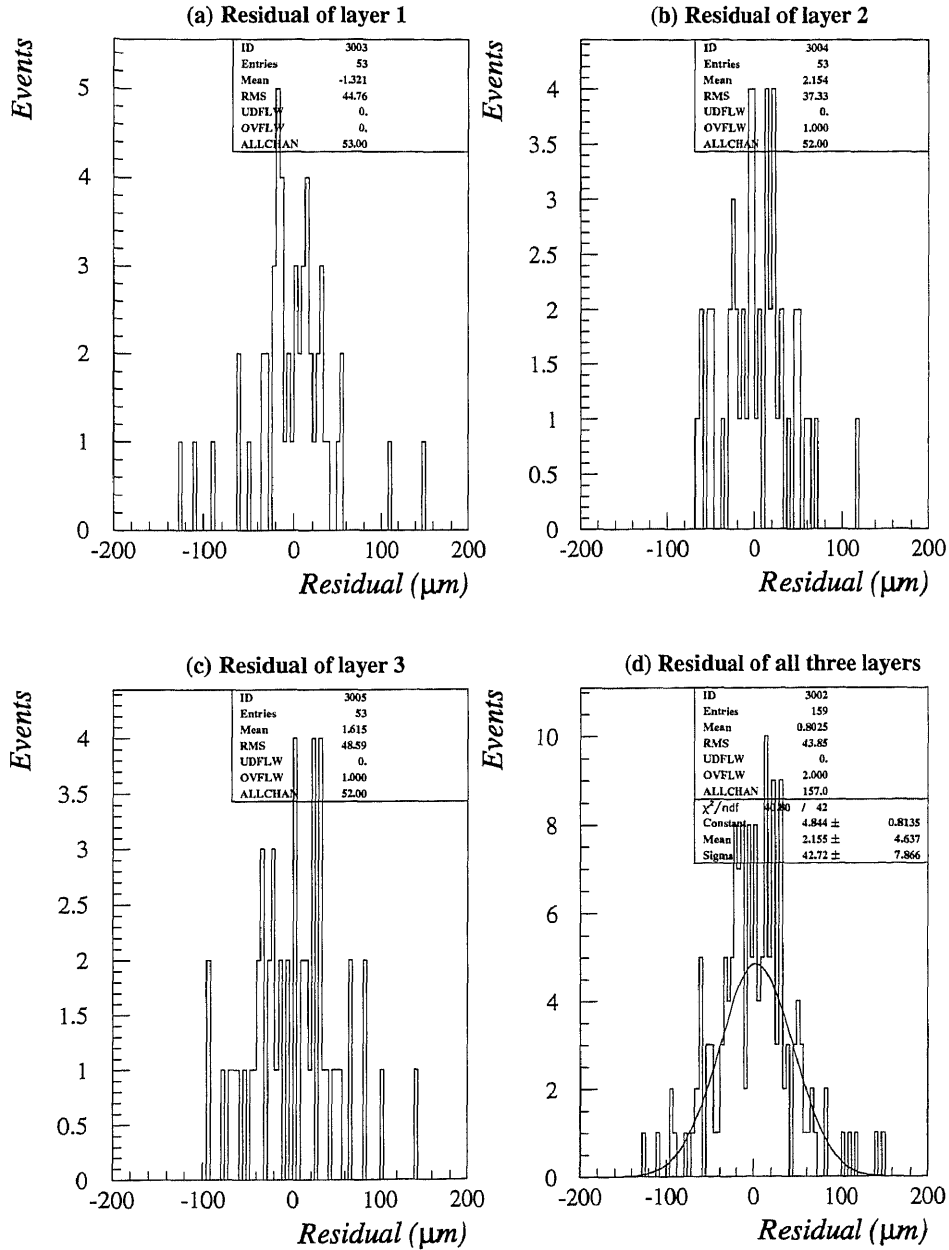 (a) Residual of layer 1
Events
ID 3003
Entries 53
Mean -1.321
RMS 44.76
UDFLW 0.
OVFLW 0.
ALLCHAN 53.00
5
4
3
2
1
0
-200 -100 0 100 200
Residual (μm)
(b) Residual of layer 2
Events
ID 3004
Entries 53
Mean 2.154
RMS 37.33
UDFLW 0.
OVFLW 1.000
ALLCHAN 52.00
4
3.5
3
2.5
2
1.5
1
0.5
0
-200 -100 0 100 200
Residual (μm)
(c) Residual of layer 3
Events
ID 3005
Entries 53
Mean 1.615
RMS 48.59
UDFLW 0.
OVFLW 1.000
ALLCHAN 52.00
4
3.5
3
2.5
2
1.5
1
0.5
0
-200 -100 0 100 200
Residual (μm)
(d) Residual of all three layers
Events
ID 3002
Entries 159
Mean 0.8025
RMS 43.85
UDFLW 0.
OVFLW 2.000
ALLCHAN 157.0
χ²/ndf 40.80 / 42
Constant 4.844 ± 0.8135
Mean 2.155 ± 4.637
Sigma 42.72 ± 7.866
10
8
6
4
2
0
-200 -100 0 100 200
Residual (μm)